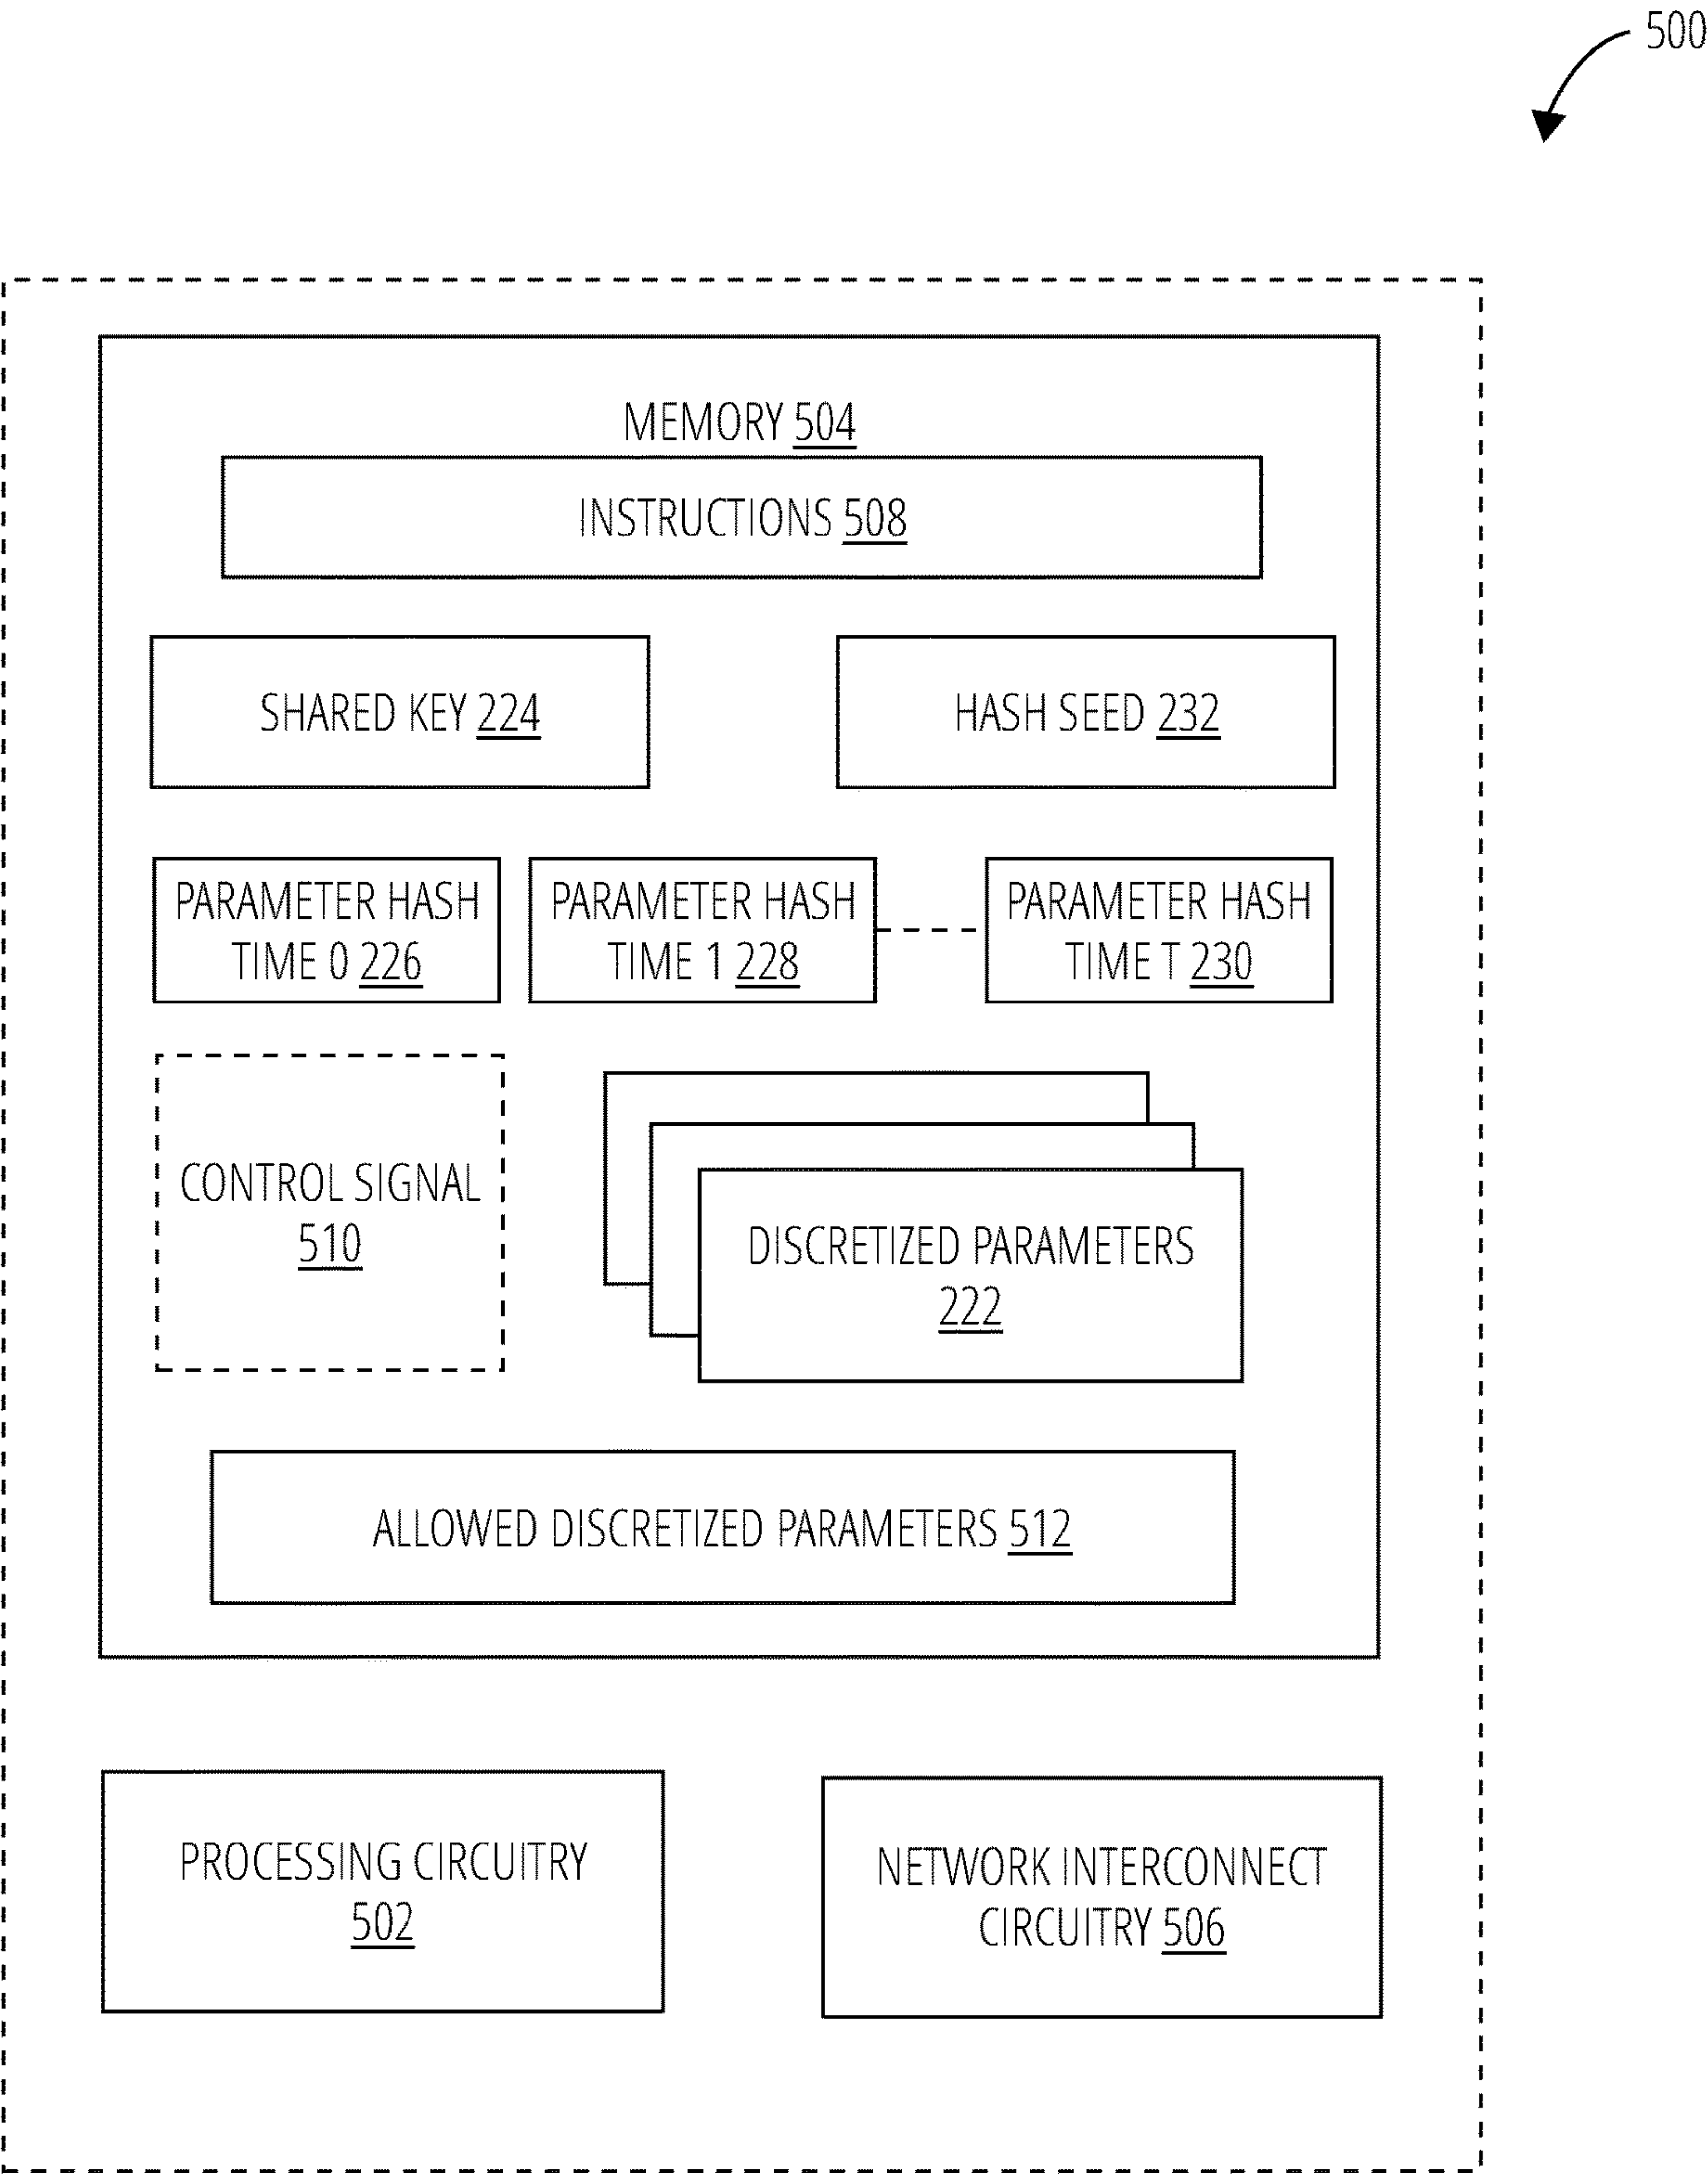 500
MEMORY 504
INSTRUCTIONS 508
SHARED KEY 224
HASH SEED 232
PARAMETER HASH
TIME 0 226
PARAMETER HASH
TIME 1 228
PARAMETER HASH
TIME T 230
CONTROL SIGNAL
510
DISCRETIZED PARAMETERS
222
ALLOWED DISCRETIZED PARAMETERS 512
PROCESSING CIRCUITRY
502
NETWORK INTERCONNECT
CIRCUITRY 506